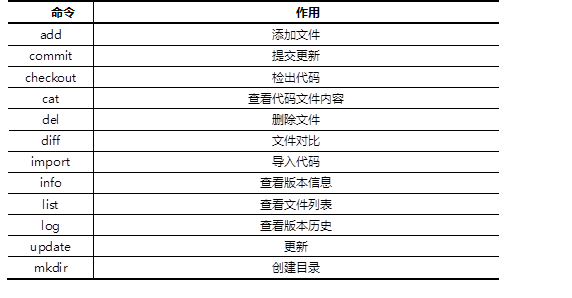 命令 作用
add 添加文件
commit 提交更新
checkout 检出代码
cat 查看代码文件内容
del 删除文件
diff 文件对比
import 导入代码
info 查看版本信息
list 查看文件列表
log 查看版本历史
update 更新
mkdir 创建目录